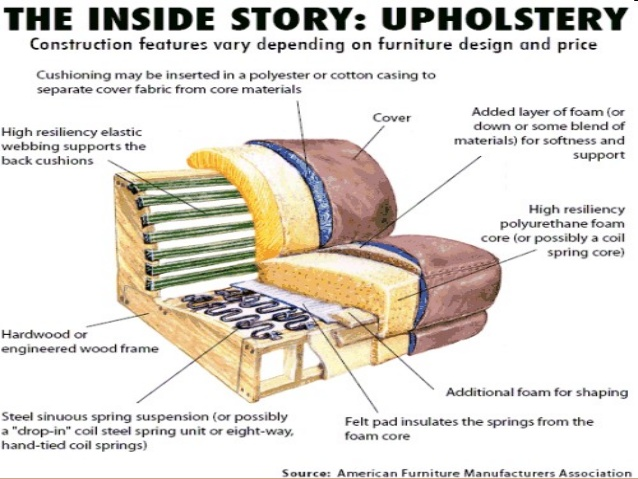 THE INSIDE STORY: UPHOLSTERY
Construction features vary depending on furniture design and price
Cushioning may be inserted in a polyester or cotton casing to
separate cover fabric from core materials
Cover
Added layer of foam (or
down or some blend of
materials) for softness and
support
High resiliency elastic
webbing supports the
back cushions
High resiliency
polyurethane foam
core (or possibly a coil
spring core)
Hardwood or
engineered wood frame
Additional foam for shaping
Steel sinuous spring suspension (or possibly
a "drop-in" coil steel spring unit or eight-way,
hand-tied coil springs)
Felt pad insulates the springs from the
foam core
Source: American Furniture Manufacturers Association